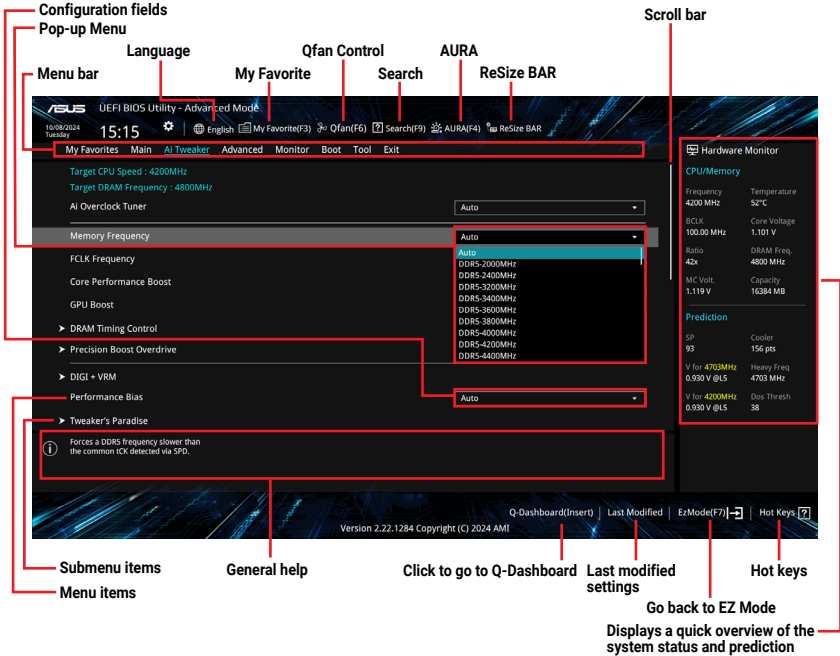 Configuration fields
Pop-up Menu
Scroll bar
Language
Qfan Control
AURA
Menu bar
My Favorite
Search
ReSize BAR
ASUS UEFI BIOS Utility - Advanced Mode
10/08/2024
Tuesday
15:15
English
My Favorite(F3)
Qfan(F6)
Search(F9)
AURA(F4)
ReSize BAR
My Favorites Main Ai Tweaker Advanced Monitor Boot Tool Exit
Target CPU Speed : 4200MHz
Target DRAM Frequency : 4800MHz
Ai Overclock Tuner
Auto
Memory Frequency
Auto
Auto
DDR5-2000MHz
DDR5-2400MHz
DDR5-3200MHz
DDR5-3400MHz
DDR5-3600MHz
DDR5-3800MHz
DDR5-4000MHz
DDR5-4200MHz
DDR5-4400MHz
FCLK Frequency
Core Performance Boost
GPU Boost
DRAM Timing Control
Precision Boost Overdrive
DIGI + VRM
Performance Bias
Auto
Tweaker's Paradise
Forces a DDR5 frequency slower than
the common tCK detected via SPD.
Hardware Monitor
CPU/Memory
Frequency Temperature
4200 MHz 52°C
BCLK Core Voltage
100.00 MHz 1.101 V
Ratio DRAM Freq.
42x 4800 MHz
MC Volt. Capacity
1.119 V 16384 MB
Prediction
SP Cooler
93 156 pts
V for 4703MHz Heavy Freq
0.930 V @L5 4703 MHz
V for 4200MHz Dos Thresh
0.930 V @L5 38
Q-Dashboard(Insert) Last Modified EzMode(F7) Hot Keys ?
Version 2.22.1284 Copyright (C) 2024 AMI
Submenu items
Menu items
General help
Click to go to Q-Dashboard
Last modified
settings
Hot keys
Go back to EZ Mode
Displays a quick overview of the
system status and prediction